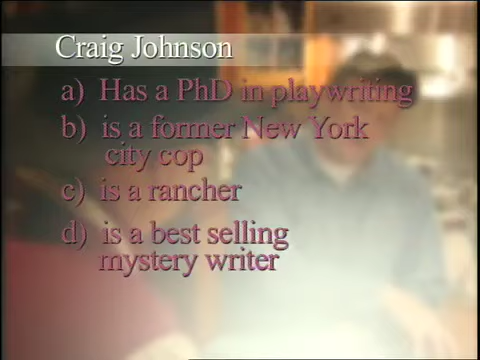 Craig Johnson
a) Has a PhD in playwriting
b) is a former New York
city cop
c) is a rancher
d) is a best selling
mystery writer